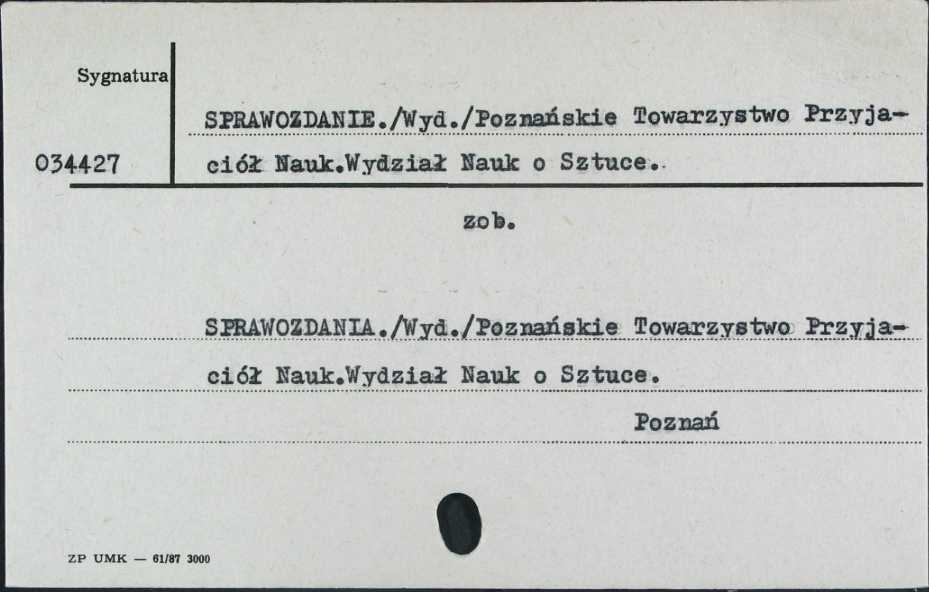 Sygnatura
SPRAWOZDANIE./Wyd./Poznańskie Towarzystwo Przyja-
034427
ciół Nauk.Wydział Nauk o Sztuce.
zob.
SPRAWOZDANIA./Wyd./Poznańskie Towarzystwo Przyja-
ciół Nauk.Wydział Nauk o Sztuce.
Poznań
ZP UMK — 61/87 3000